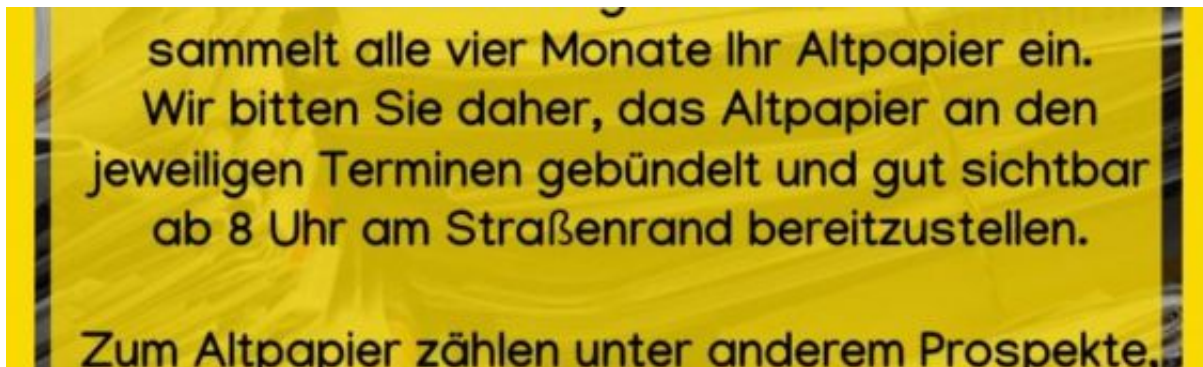 sammelt alle vier Monate Ihr Altpapier ein.
Wir bitten Sie daher, das Altpapier an den
jeweiligen Terminen gebündelt und gut sichtbar
ab 8 Uhr am Straßenrand bereitzustellen.
Zum Altpapier zählen unter anderem Prospekte,